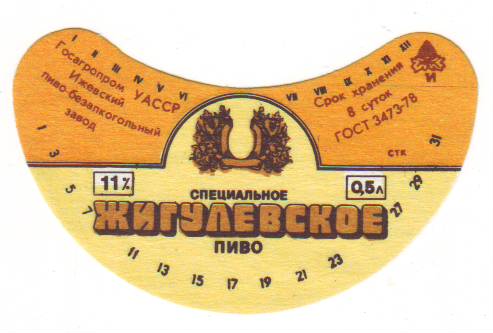 I II III IV V VI
VII VIII IX X XI XII
Госагропром УАССР
Ижевский
пиво-безалкогольный
завод
Срок хранения
8 суток
ГОСТ 3473-78
И
стк
11%
0,5л
СПЕЦИАЛЬНОЕ
ЖИГУЛЕВСКОЕ
ПИВО
1 3 5 7 11 13 15 17 19 21 23 27 29 31